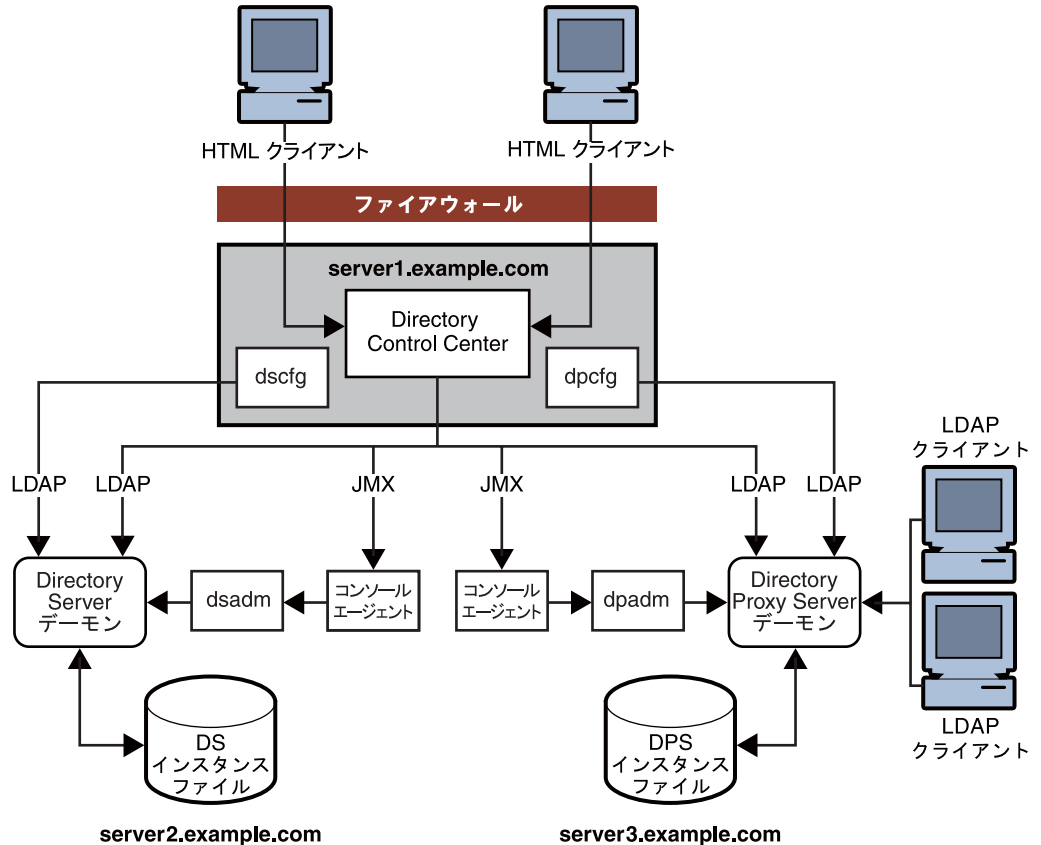 HTML クライアント
HTML クライアント
ファイアウォール
server1.example.com
Directory
Control Center
dscfg
dpcfg
LDAP
クライアント
LDAP
LDAP
JMX
JMX
LDAP
LDAP
Directory
Server
デーモン
dsadm
コンソール
エージェント
コンソール
エージェント
dpadm
Directory
Proxy Server
デーモン
LDAP
クライアント
DS
インスタンス
ファイル
DPS
インスタンス
ファイル
server2.example.com
server3.example.com